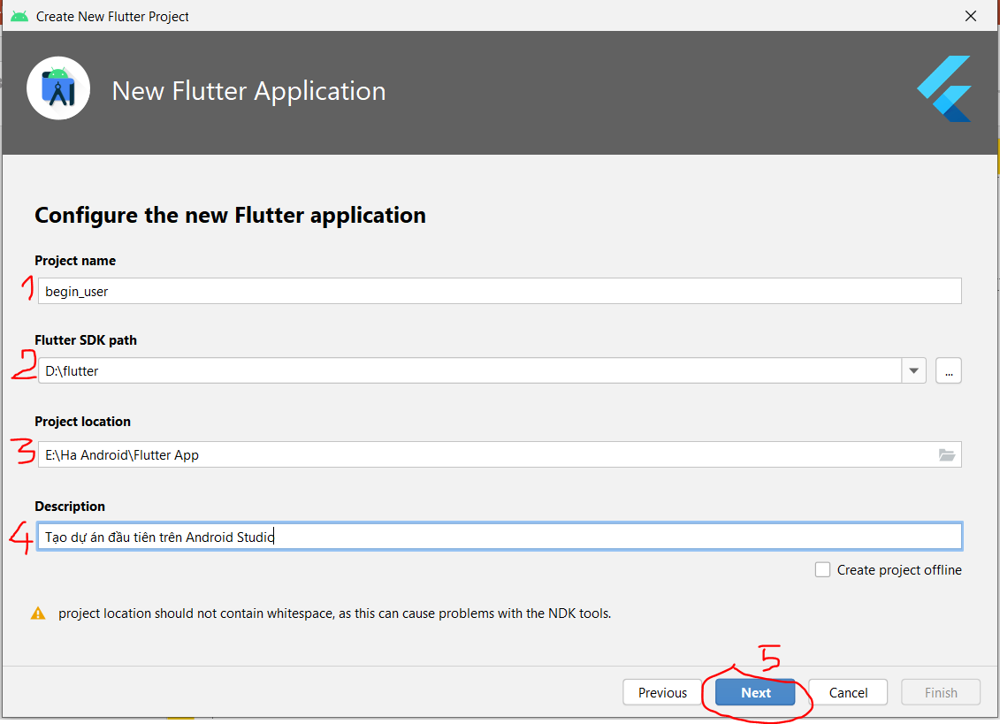 Create New Flutter Project
New Flutter Application
Configure the new Flutter application
Project name
1 begin_user
Flutter SDK path
2 D:\flutter
...
Project location
3 E:\Ha Android\Flutter App
Description
4 Tạo dự án đầu tiên trên Android Studio
Create project offline
project location should not contain whitespace, as this can cause problems with the NDK tools.
5
Previous Next Cancel Finish